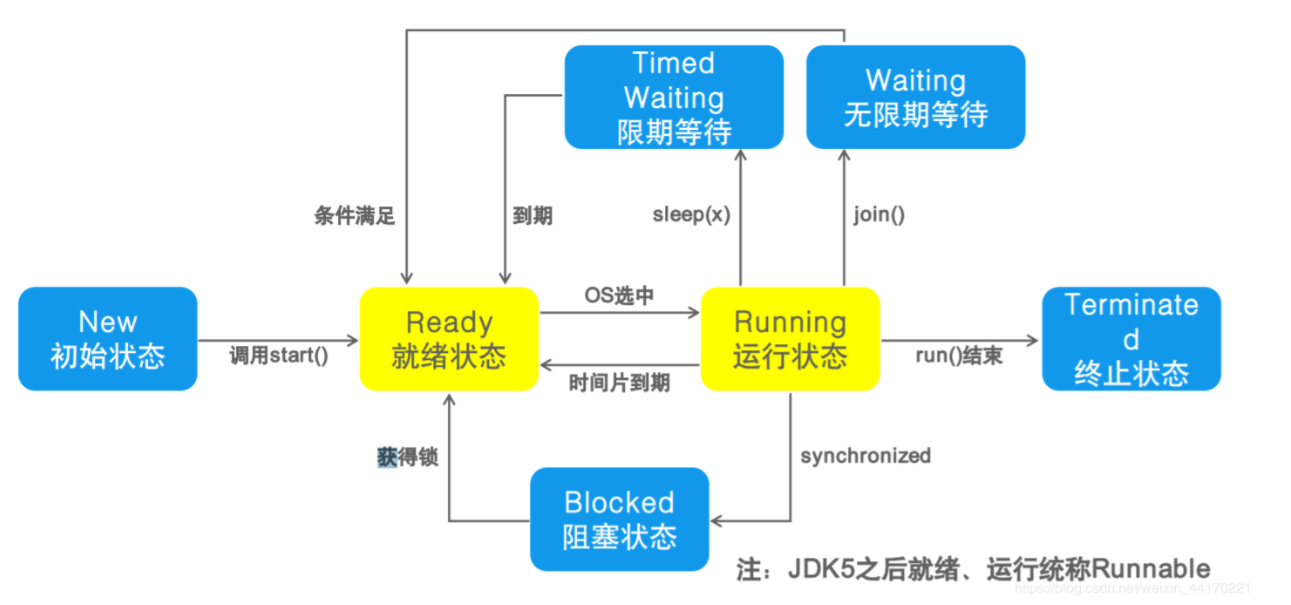 Timed
Waiting
限期等待
Waiting
无限期等待
条件满足
到期
sleep(x)
join()
New
初始状态
调用start()
Ready
就绪状态
OS选中
时间片到期
Running
运行状态
run()结束
Terminate
d
终止状态
获得锁
synchronized
Blocked
阻塞状态
注：JDK5之后就绪、运行统称Runnable
https://blog.csdn.net/weixin_44170221